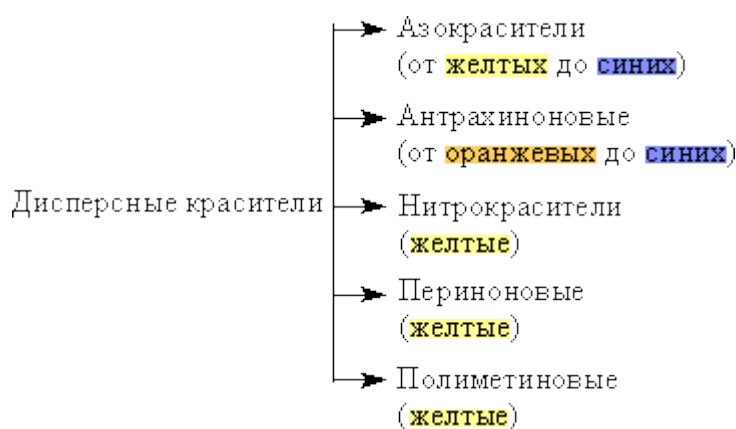 Азокрасители
(от желтых до синих)
Антрахиноновые
(от оранжевых до синих)
Дисперсные красители
Нитрокрасители
(желтые)
Периноновые
(желтые)
Полиметиновые
(желтые)